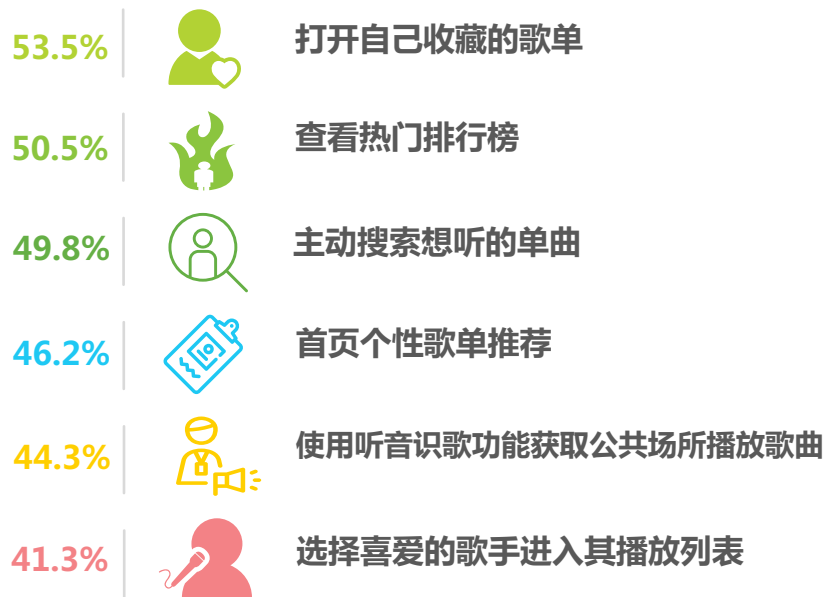 53.5% 打开自己收藏的歌单
50.5% 查看热门排行榜
49.8% 主动搜索想听的单曲
46.2% 首页个性歌单推荐
44.3% 使用听音识歌功能获取公共场所播放歌曲
41.3% 选择喜爱的歌手进入其播放列表